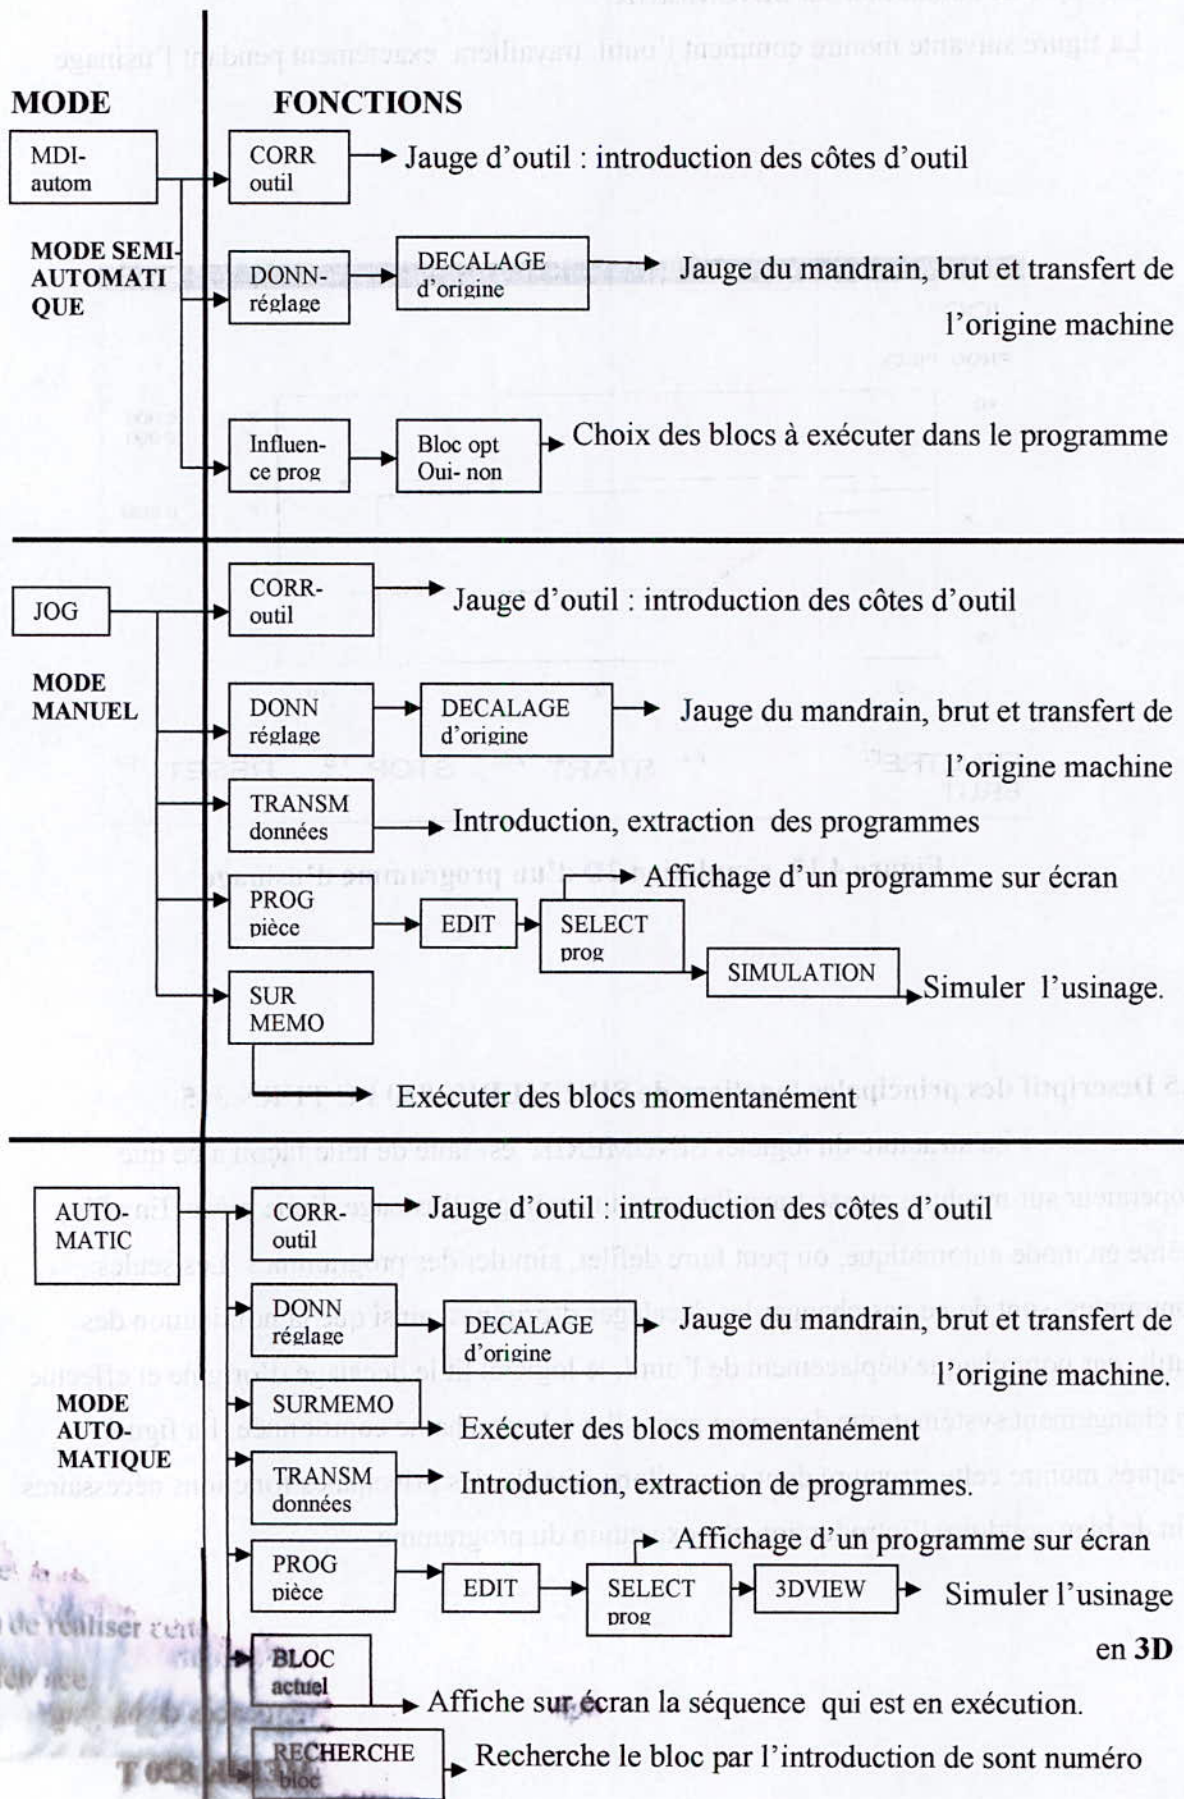 MODE FONCTIONS
MDI-
autom
CORR
outil
Jauge d'outil : introduction des côtes d'outil
MODE SEMI-
AUTOMATI
QUE
DONN-
réglage
DECALAGE
d'origine
Jauge du mandrain, brut et transfert de
l'origine machine
Influen-
ce prog
Bloc opt
Oui- non
Choix des blocs à exécuter dans le programme
JOG
CORR-
outil
Jauge d'outil : introduction des côtes d'outil
MODE
MANUEL
DONN
réglage
DECALAGE
d'origine
Jauge du mandrain, brut et transfert de
l'origine machine
TRANSM
données
Introduction, extraction des programmes
Affichage d'un programme sur écran
PROG
pièce
EDIT
SELECT
prog
SIMULATION
Simuler l'usinage.
SUR
MEMO
Exécuter des blocs momentanément
AUTO-
MATIC
CORR-
outil
Jauge d'outil : introduction des côtes d'outil
DONN
réglage
DECALAGE
d'origine
Jauge du mandrain, brut et transfert de
l'origine machine.
MODE
AUTO-
MATIQUE
SURMEMO
Exécuter des blocs momentanément
TRANSM
données
Introduction, extraction de programmes.
Affichage d'un programme sur écran
PROG
pièce
EDIT
SELECT
prog
3DVIEW
Simuler l'usinage
en 3D
BLOC
actuel
Affiche sur écran la séquence qui est en exécution.
RECHERCHE
bloc
Recherche le bloc par l'introduction de sont numéro
de réaliser